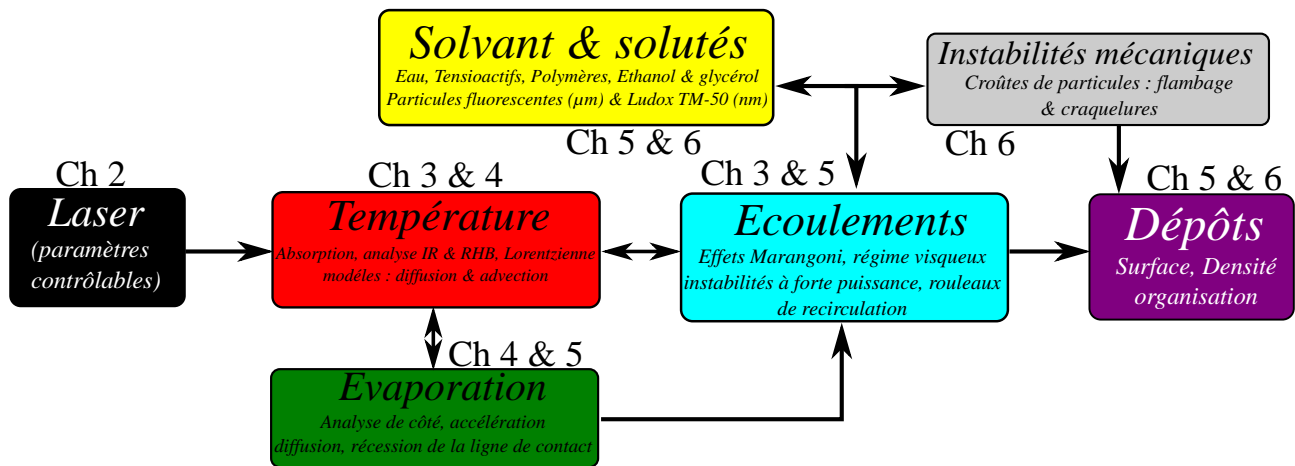 Solvant & solutés
Eau, Tensioactifs, Polymères, Ethanol & glycérol
Particules fluorescentes (µm) & Ludox TM-50 (nm)
Ch 5 & 6
Instabilités mécaniques
Croûtes de particules : flambage
& craquelures
Ch 6
Ch 2
Laser
(paramètres
contrôlables)
Ch 3 & 4
Température
Absorption, analyse IR & RHB, Lorentzienne
modéles : diffusion & advection
Ch 3 & 5
Ecoulements
Effets Marangoni, régime visqueux
instabilités à forte puissance, rouleaux
de recirculation
Ch 5 & 6
Dépôts
Surface, Densité
organisation
Ch 4 & 5
Evaporation
Analyse de côté, accélération
diffusion, récession de la ligne de contact